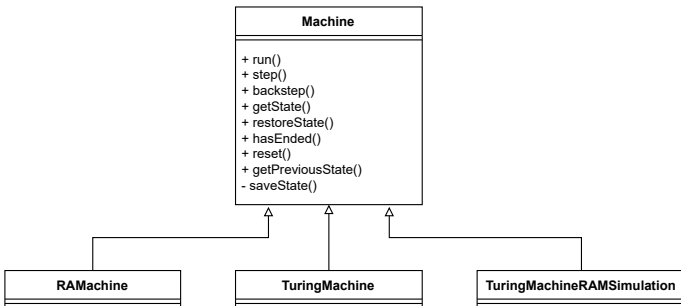 Machine
+ run()
+ step()
+ backstep()
+ getState()
+ restoreState()
+ hasEnded()
+ reset()
+ getPreviousState()
- saveState()
RAMachine
TuringMachine
TuringMachineRAMSimulation